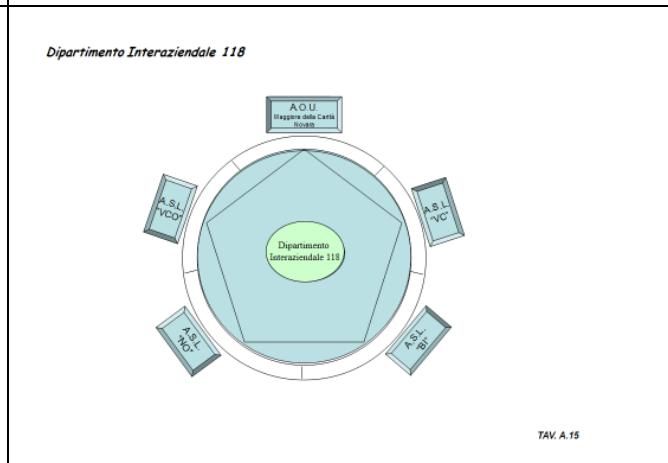 Dipartimento Interaziendale 118
A.O.U.
Maggiore della Carità
Novara
A.S.L.
"VCO"
A.S.L.
"VC"
Dipartimento
Interaziendale 118
A.S.L.
"NO"
A.S.L.
"BI"
TAV. A.15